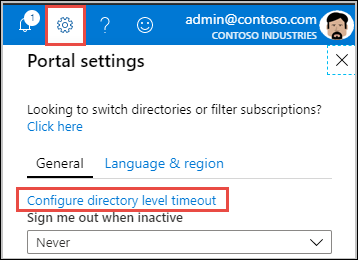 1
?
admin@contoso.com
CONTOSO INDUSTRIES
Portal settings
Looking to switch directories or filter subscriptions?
Click here
General
Language & region
Configure directory level timeout
Sign me out when inactive
Never